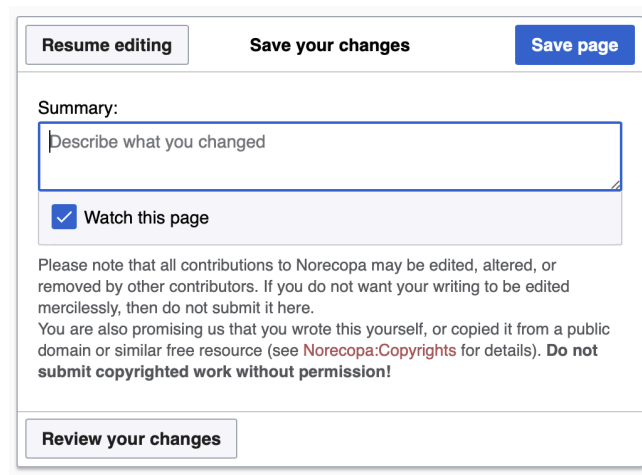 Resume editing
Save your changes
Save page
Summary:
Describe what you changed
Watch this page
Please note that all contributions to Norecopa may be edited, altered, or
removed by other contributors. If you do not want your writing to be edited
mercilessly, then do not submit it here.
You are also promising us that you wrote this yourself, or copied it from a public
domain or similar free resource (see Norecopa:Copyrights for details). Do not
submit copyrighted work without permission!
Review your changes